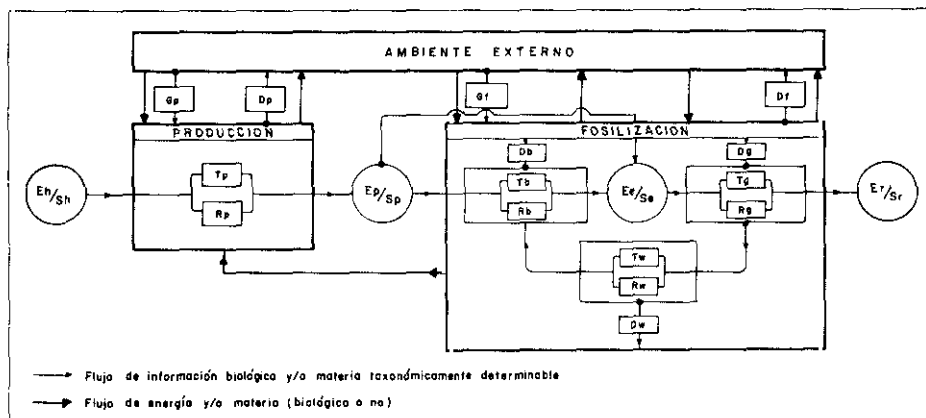 AMBIENTE EXTERNO
Gp
Dp
Gf
Df
PRODUCCION
FOSILIZACION
Db
Dg
Eh/Sh
Tp
Rp
Ep/Sp
Tb
Rb
Ee/Se
Tg
Rg
Er/Sr
Tw
Rw
Dw
Flujo de información biológica y/o materia taxonómicamente determinable
Flujo de energía y/o materia (biológica o no)